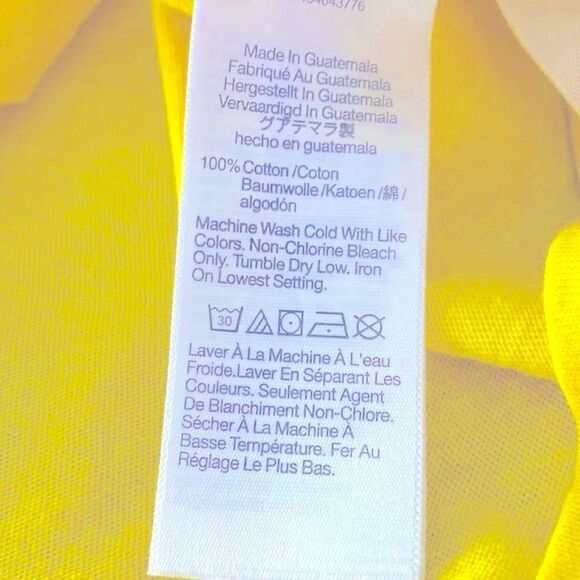 Made In Guatemala
Fabriqué Au Guatemala
Hergestellt In Guatemala
Vervaardigd In Guatemala
グアテマラ製
hecho en guatemala
100% Cotton /Coton
Baumwolle /Katoen /綿/
algodón
Machine Wash Cold With Like
Colors. Non-Chlorine Bleach
Only. Tumble Dry Low. Iron
On Lowest Setting.
30
Laver À La Machine À L'eau
Froide.Laver En Séparant Les
Couleurs. Seulement Agent
De Blanchiment Non-Chlore.
Sécher À La Machine À
Basse Température. Fer Au
Réglage Le Plus Bas.